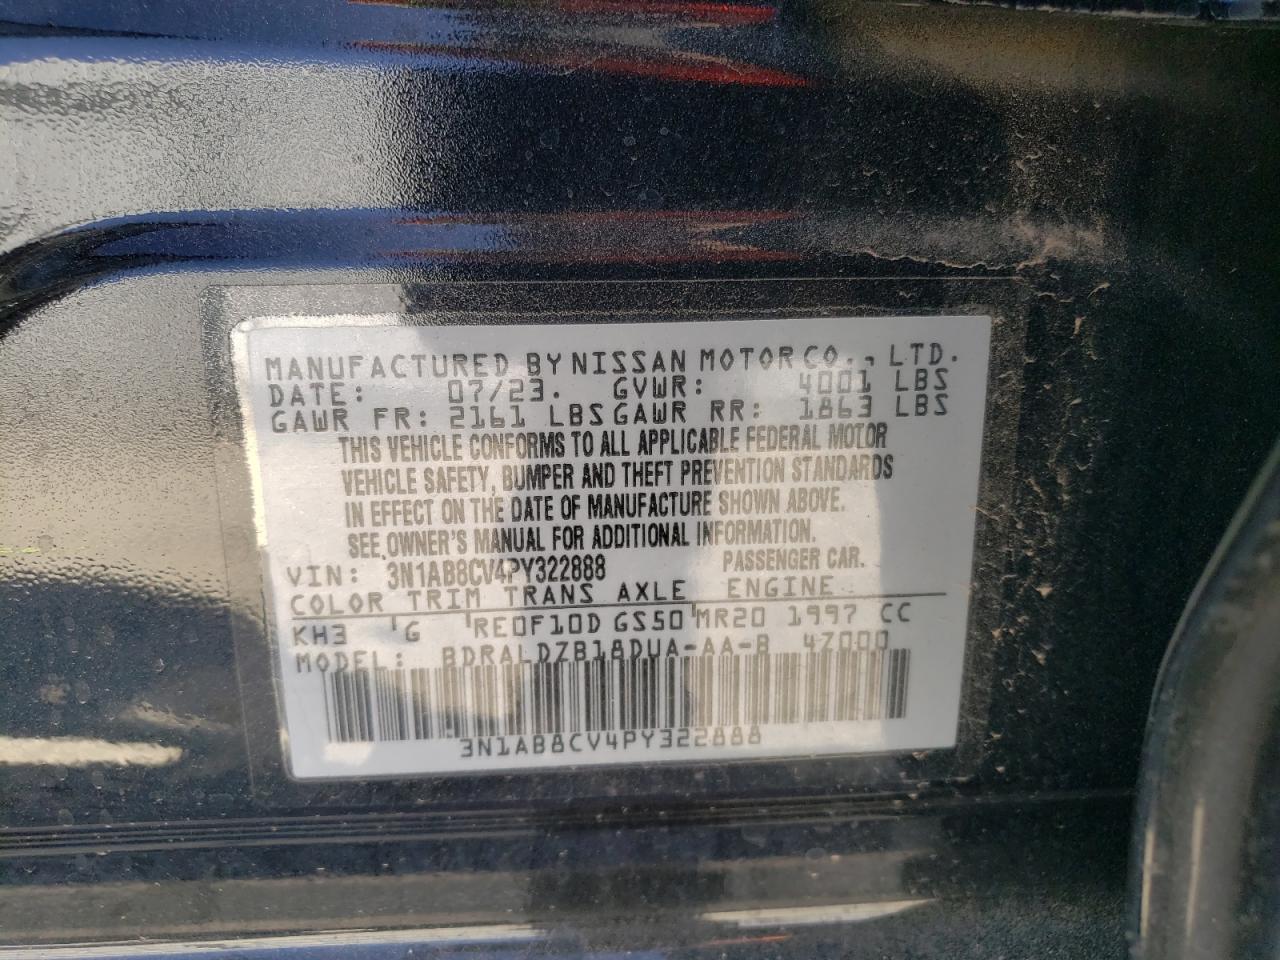 MANUFACTURED BY NISSAN MOTOR CO., LTD.
DATE: 07/23. GVWR: 4001 LBS
GAWR FR: 2161 LBS GAWR RR: 1863 LBS
THIS VEHICLE CONFORMS TO ALL APPLICABLE FEDERAL MOTOR
VEHICLE SAFETY, BUMPER AND THEFT PREVENTION STANDARDS
IN EFFECT ON THE DATE OF MANUFACTURE SHOWN ABOVE.
SEE OWNER'S MANUAL FOR ADDITIONAL INFORMATION.
VIN: 3N1AB8CV4PY322888 PASSENGER CAR.
COLOR TRIM TRANS AXLE ENGINE
KH3 G RE0F10D GS50 MR20 1997 CC
MODEL: BDRALDZB18DUA-AA-B 4Z000
3N1AB8CV4PY322888